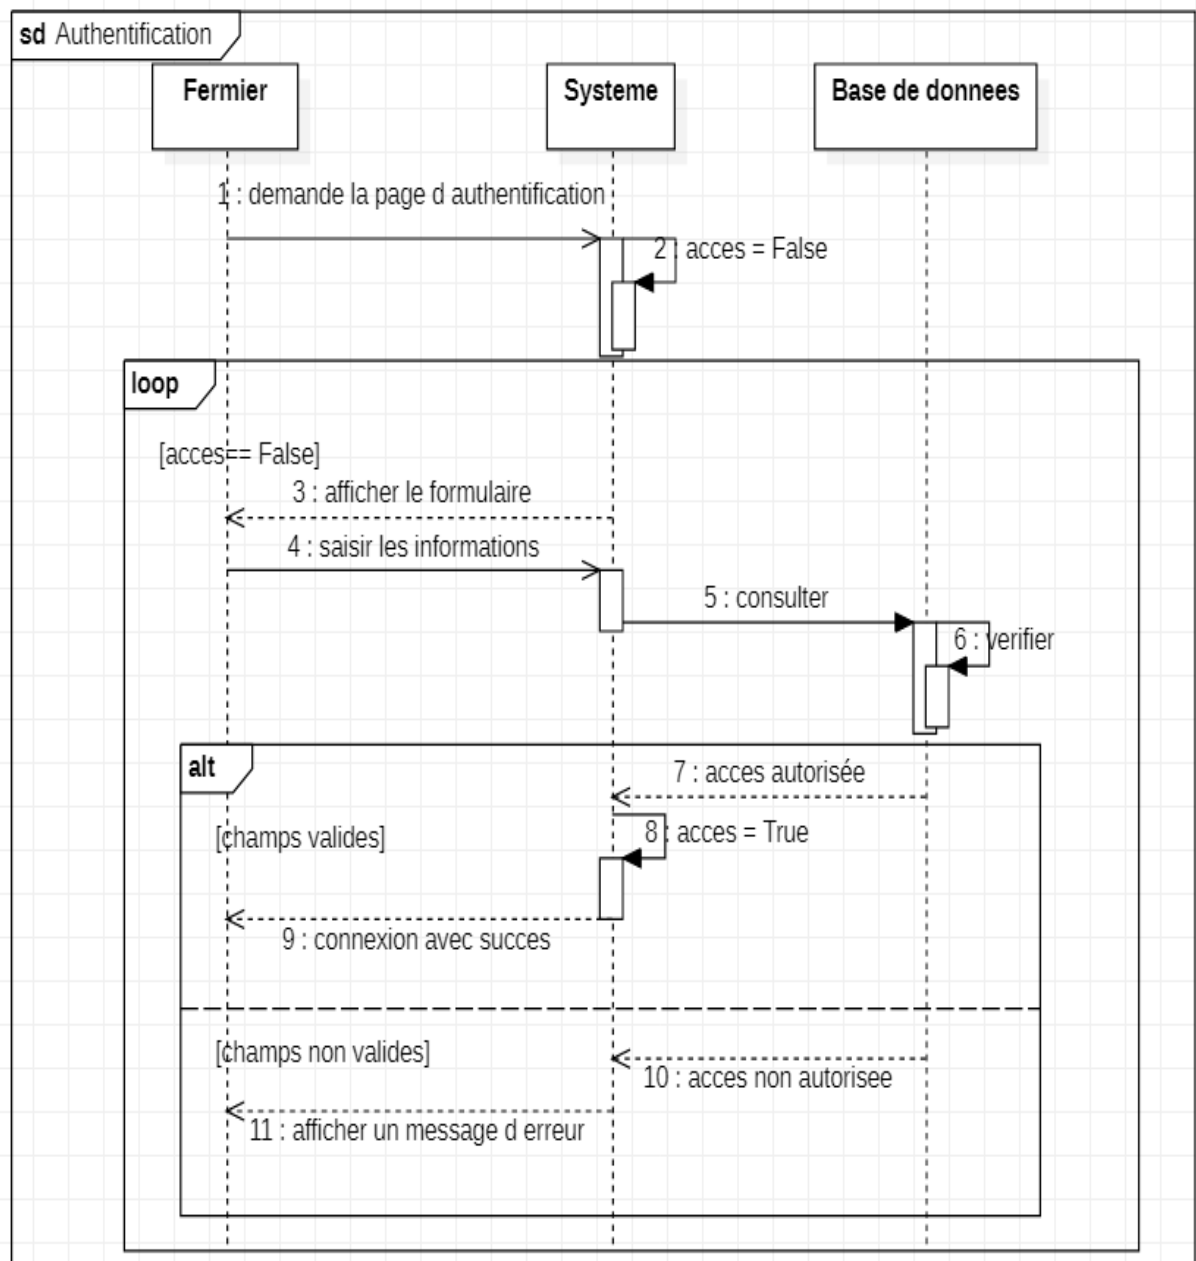 sd Authentification
Fermier
Systeme
Base de donnees
1 : demande la page d authentification
2 : acces = False
loop
[acces== False]
3 : afficher le formulaire
4 : saisir les informations
5 : consulter
6 : verifier
alt
7 : acces autorisée
[champs valides]
8 : acces = True
9 : connexion avec succes
[champs non valides]
10 : acces non autorisee
11 : afficher un message d erreur